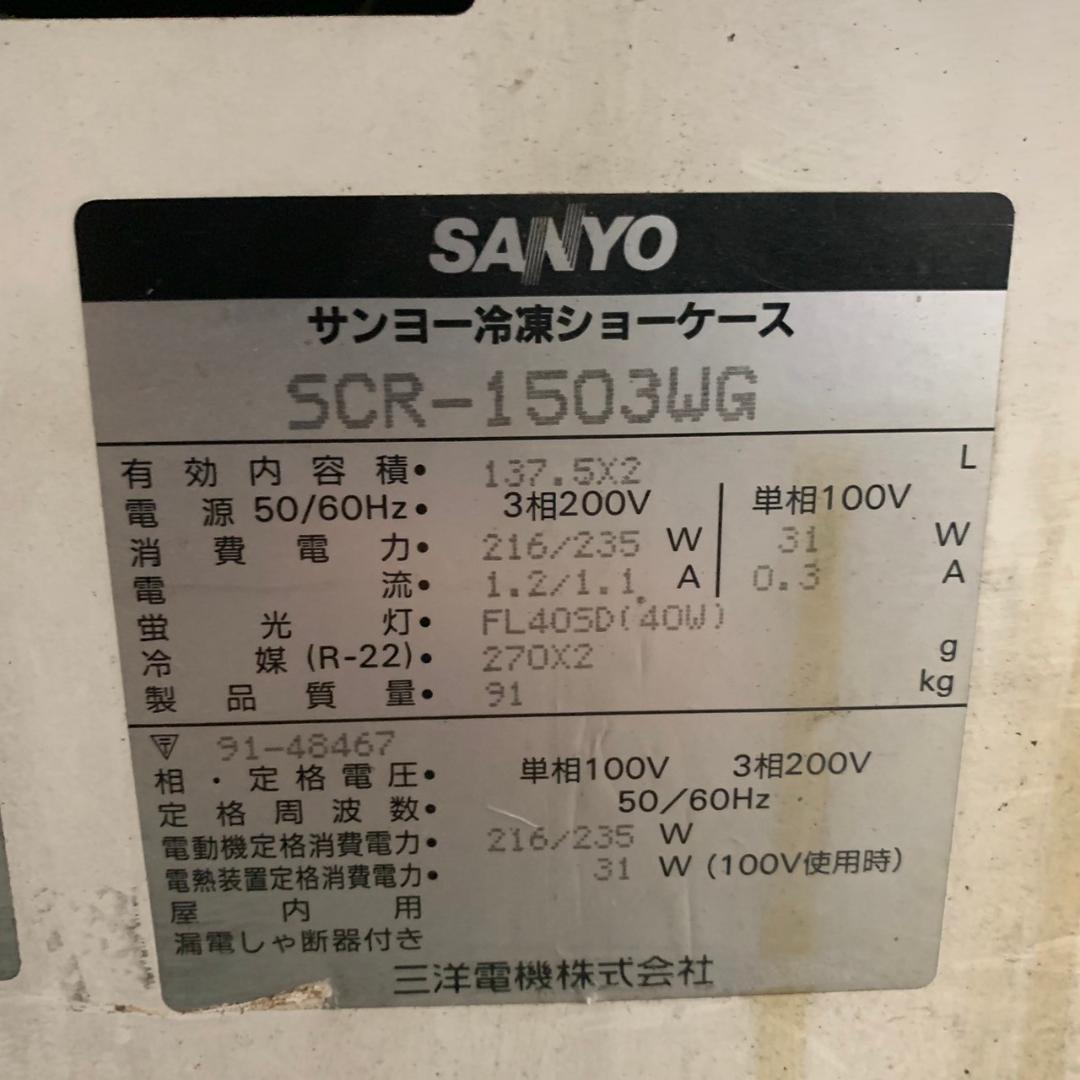 SANYO
サンヨー冷凍ショーケース
SCR-1503WG
有効内容積・ 137.5X2 L
電源 50/60Hz・ 3相200V 単相100V
消費電力・ 216/235 W 31 W
電流・ 1.2/1.1 A 0.3 A
蛍光灯・ FL40SD(40W)
冷媒(R-22)・ 270X2 g
製品質量・ 91 kg
〒 91-48467
相・定格電圧・ 単相100V 3相200V
定格周波数・ 50/60Hz
電動機定格消費電力・ 216/235 W
電熱装置定格消費電力・ 31 W (100V使用時)
屋内用
漏電しゃ断器付き
三洋電機株式会社